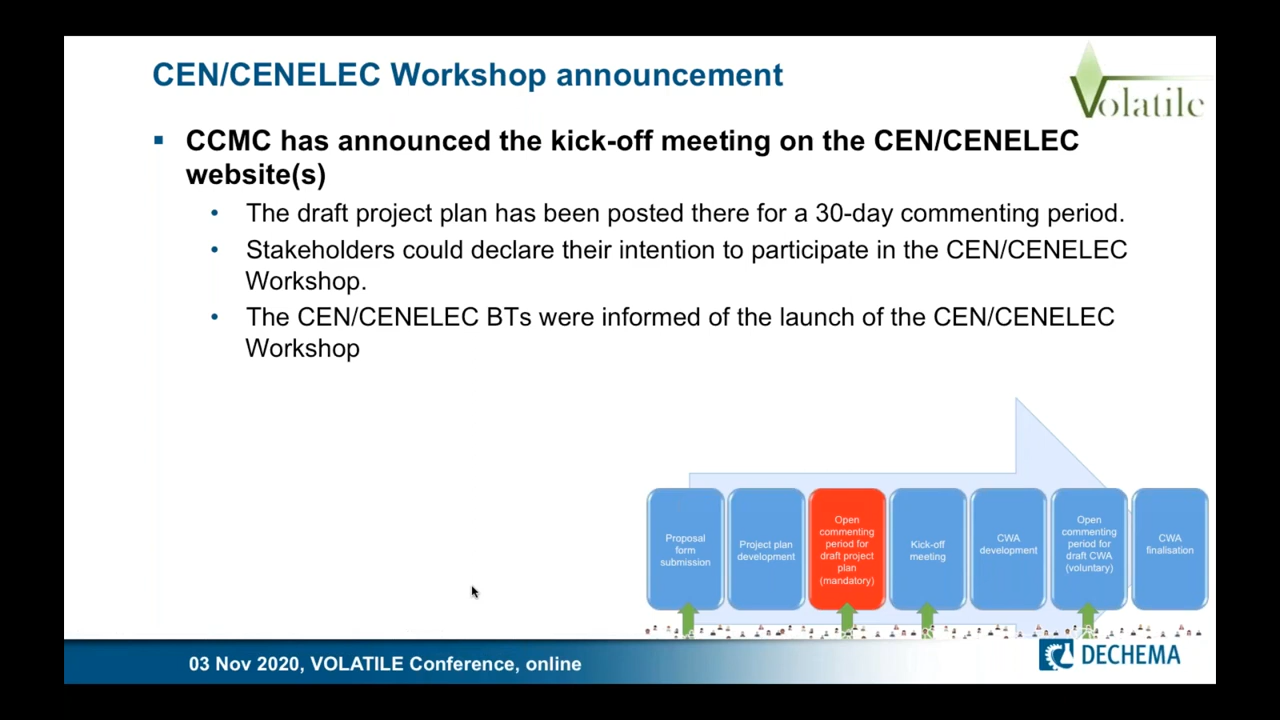 CEN/CENELEC Workshop announcement
Volatile
▪ CCMC has announced the kick-off meeting on the CEN/CENELEC
website(s)
• The draft project plan has been posted there for a 30-day commenting period.
• Stakeholders could declare their intention to participate in the CEN/CENELEC
Workshop.
• The CEN/CENELEC BTs were informed of the launch of the CEN/CENELEC
Workshop
Proposal
form
submission
Project plan
development
Open
commenting
period for
draft project
plan
(mandatory)
Kick-off
meeting
CWA
development
Open
commenting
period for
draft CWA
(voluntary)
CWA
finalisation
03 Nov 2020, VOLATILE Conference, online
DECHEMA